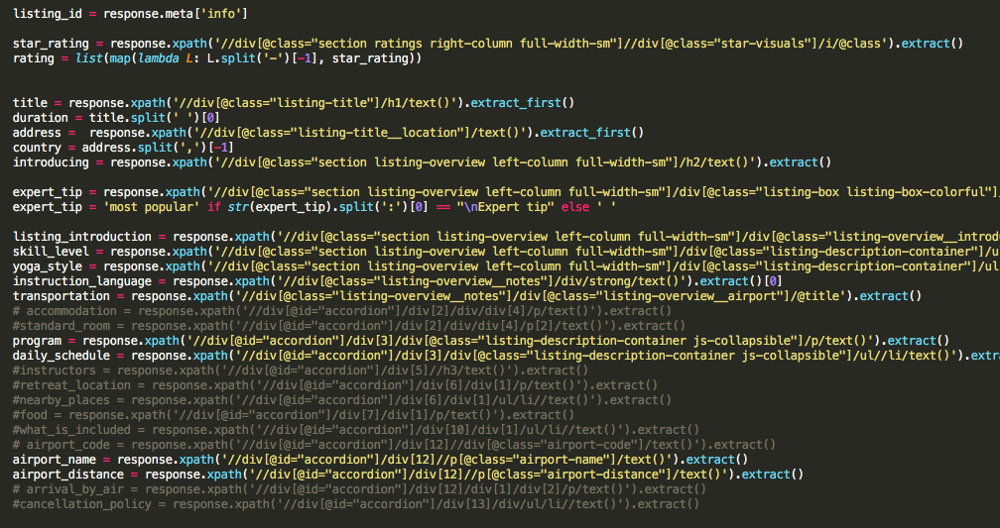 listing_id = response.meta['info']
star_rating = response.xpath('//div[@class="section ratings right-column full-width-sm"]//div[@class="star-visuals"]/i/@class').extract()
rating = list(map(lambda L: L.split('-')[-1], star_rating))
title = response.xpath('//div[@class="listing-title"]/h1/text()').extract_first()
duration = title.split(' ')[0]
address =  response.xpath('//div[@class="listing-title__location"]/text()').extract_first()
country = address.split(',')[-1]
introducing = response.xpath('//div[@class="section listing-overview left-column full-width-sm"]/h2/text()').extract()
expert_tip = response.xpath('//div[@class="section listing-overview left-column full-width-sm"]/div[@class="listing-box listing-box-colorful"]/
expert_tip = 'most popular' if str(expert_tip).split(':')[0] == "\nExpert tip" else ' '
listing_introduction = response.xpath('//div[@class="section listing-overview left-column full-width-sm"]/div[@class="listing-overview__introdu
skill_level = response.xpath('//div[@class="section listing-overview left-column full-width-sm"]/div[@class="listing-description-container"]/u
yoga_style = response.xpath('//div[@class="section listing-overview left-column full-width-sm"]/div[@class="listing-description-container"]/ul
instruction_language = response.xpath('//div[@class="listing-overview__notes"]/div/strong/text()').extract()[0]
transportation = response.xpath('//div[@class="listing-overview__notes"]/div[@class="listing-overview__airport"]/@title').extract()
# accommodation = response.xpath('//div[@id="accordion"]/div[2]/div/div[4]/p/text()').extract()
#standard_room = response.xpath('//div[@id="accordion"]/div[2]/div/div[4]/p[2]/text()').extract()
program = response.xpath('//div[@id="accordion"]/div[3]/div[@class="listing-description-container js-collapsible"]/p/text()').extract()
daily_schedule = response.xpath('//div[@id="accordion"]/div[3]/div[@class="listing-description-container js-collapsible"]/ul//li/text()').extra
#instructors = response.xpath('//div[@id="accordion"]/div[5]//h3/text()').extract()
#retreat_location = response.xpath('//div[@id="accordion"]/div[6]/div[1]/p/text()').extract()
#nearby_places = response.xpath('//div[@id="accordion"]/div[6]/div[1]/ul/li//text()').extract()
#food = response.xpath('//div[@id="accordion"]/div[7]/div[1]/p/text()').extract()
#what_is_included = response.xpath('//div[@id="accordion"]/div[10]/div[1]/ul/li//text()').extract()
# airport_code = response.xpath('//div[@id="accordion"]/div[12]//div[@class="airport-code"]/text()').extract()
airport_name = response.xpath('//div[@id="accordion"]/div[12]//p[@class="airport-name"]/text()').extract()
airport_distance = response.xpath('//div[@id="accordion"]/div[12]//p[@class="airport-distance"]/text()').extract()
# arrival_by_air = response.xpath('//div[@id="accordion"]/div[12]/div[1]/div[2]/p/text()').extract()
#cancellation_policy = response.xpath('//div[@id="accordion"]/div[13]/div/ul/li//text()').extract()